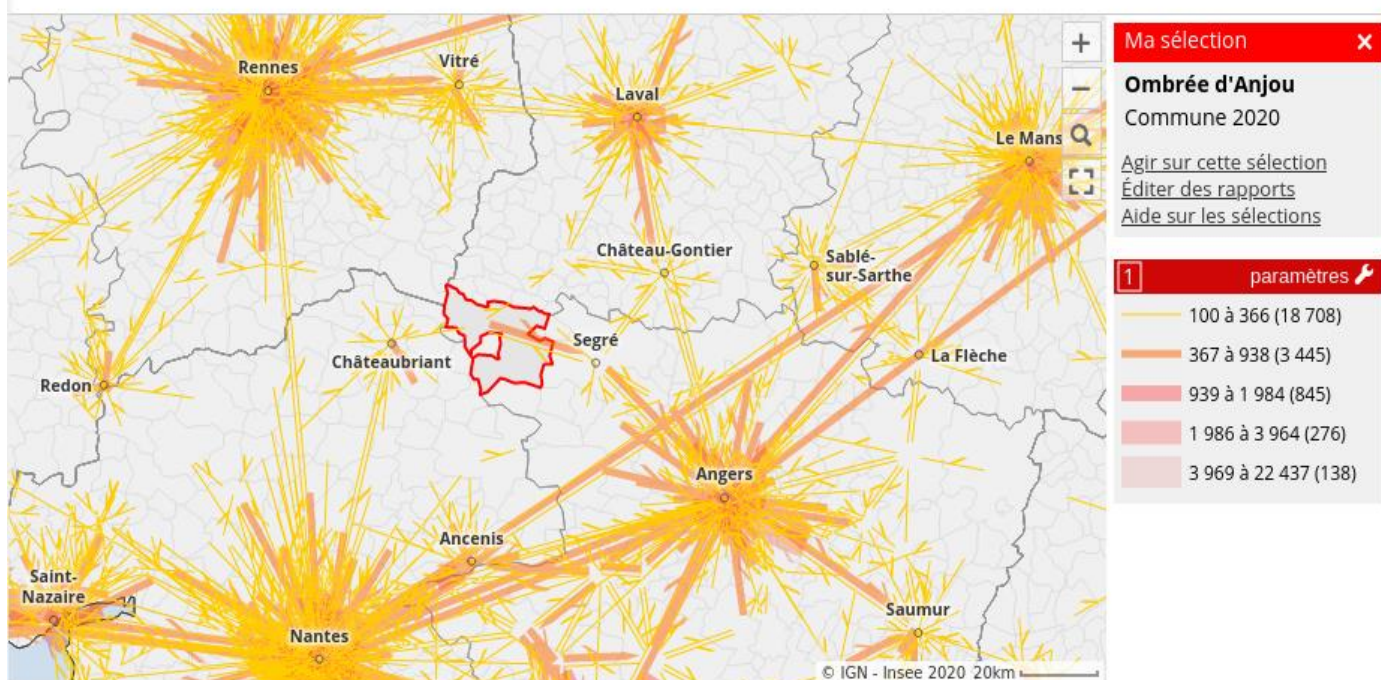 Rennes
Vitré
Laval
Le Mans
Château-Gontier
Sablé-
sur-Sarthe
Segré
Châteaubriant
La Flèche
Redon
Angers
Ancenis
Saint-
Nazaire
Nantes
Saumur
© IGN - Insee 2020 20km
+
−
Ma sélection ×
Ombrée d'Anjou
Commune 2020
Agir sur cette sélection
Éditer des rapports
Aide sur les sélections
1 paramètres
100 à 366 (18 708)
367 à 938 (3 445)
939 à 1 984 (845)
1 986 à 3 964 (276)
3 969 à 22 437 (138)